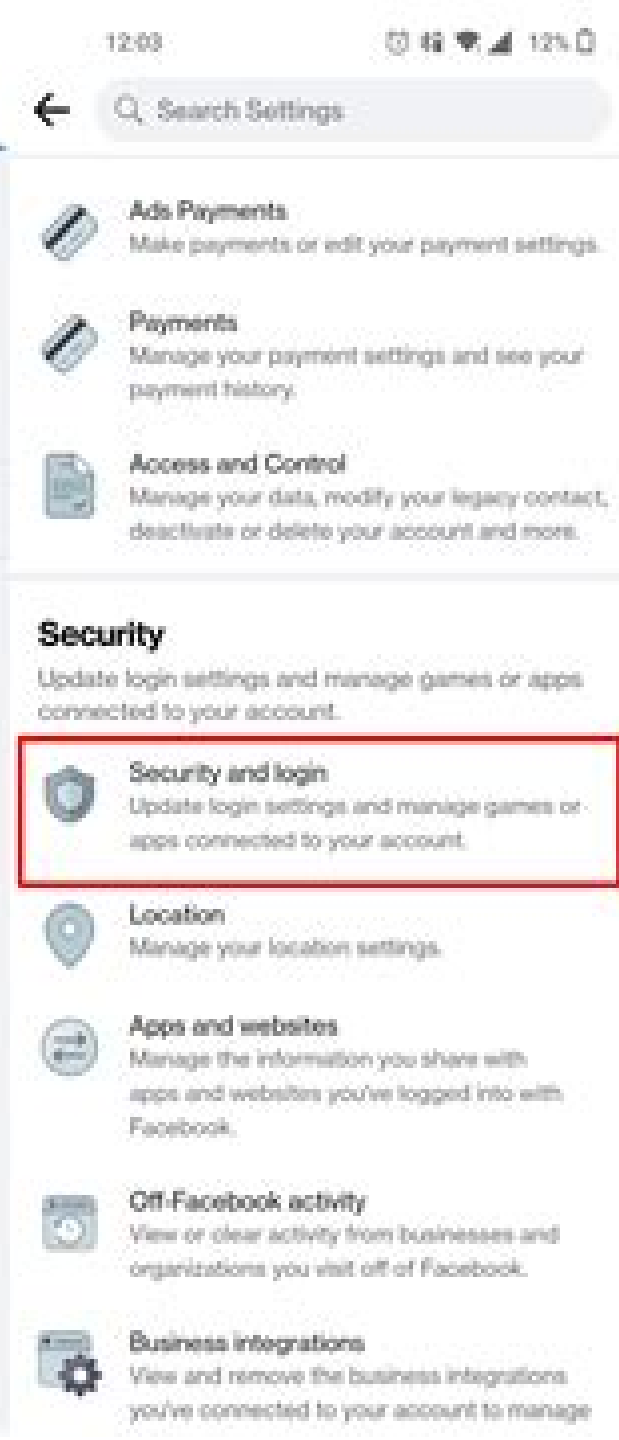 12:03
12%
Search Settings
Ads Payments
Make payments or edit your payment settings.
Payments
Manage your payment settings and see your
payment history.
Access and Control
Manage your data, modify your legacy contact,
deactivate or delete your account and more.
Security
Update login settings and manage games or apps
connected to your account.
Security and login
Update login settings and manage games or
apps connected to your account.
Location
Manage your location settings.
Apps and websites
Manage the information you share with
apps and websites you've logged into with
Facebook.
Off-Facebook activity
View or clear activity from businesses and
organizations you visit off of Facebook.
Business integrations
View and remove the business integrations
you've connected to your account to manage